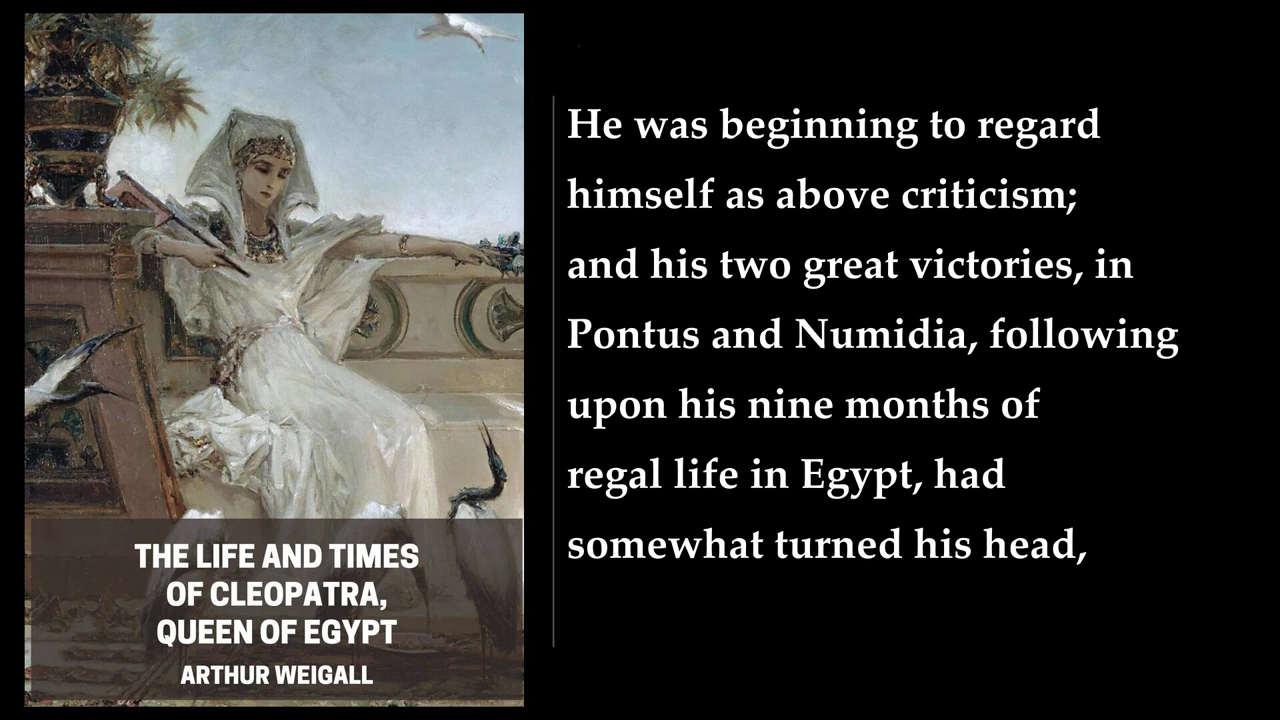 THE LIFE AND TIMES
OF CLEOPATRA,
QUEEN OF EGYPT
ARTHUR WEIGALL
He was beginning to regard
himself as above criticism;
and his two great victories, in
Pontus and Numidia, following
upon his nine months of
regal life in Egypt, had
somewhat turned his head,